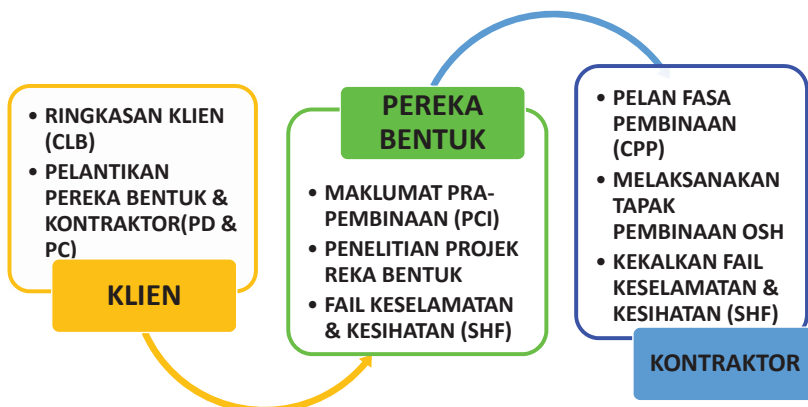 • RINGKASAN KLIEN
(CLB)
• PELANTIKAN
PEREKA BENTUK &
KONTRAKTOR(PD &
PC)
KLIEN
PEREKA
BENTUK
• MAKLUMAT PRA-
PEMBINAAN (PCI)
• PENELITIAN PROJEK
REKA BENTUK
• FAIL KESELAMATAN
& KESIHATAN (SHF)
• PELAN FASA
PEMBINAAN
(CPP)
• MELAKSANAKAN
TAPAK
PEMBINAAN OSH
• KEKALKAN FAIL
KESELAMATAN &
KESIHATAN (SHF)
KONTRAKTOR